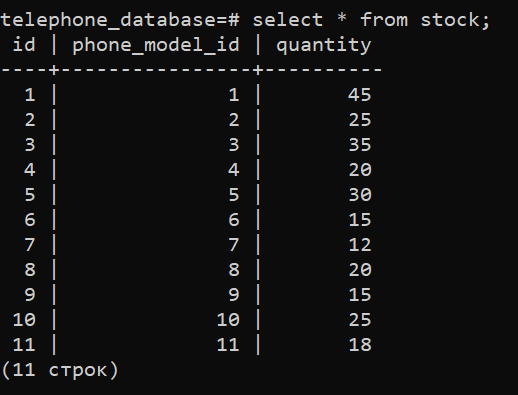 telephone_database=# select * from stock;
 id | phone_model_id | quantity
----+----------------+----------
  1 |              1 |       45
  2 |              2 |       25
  3 |              3 |       35
  4 |              4 |       20
  5 |              5 |       30
  6 |              6 |       15
  7 |              7 |       12
  8 |              8 |       20
  9 |              9 |       15
 10 |             10 |       25
 11 |             11 |       18
(11 строк)